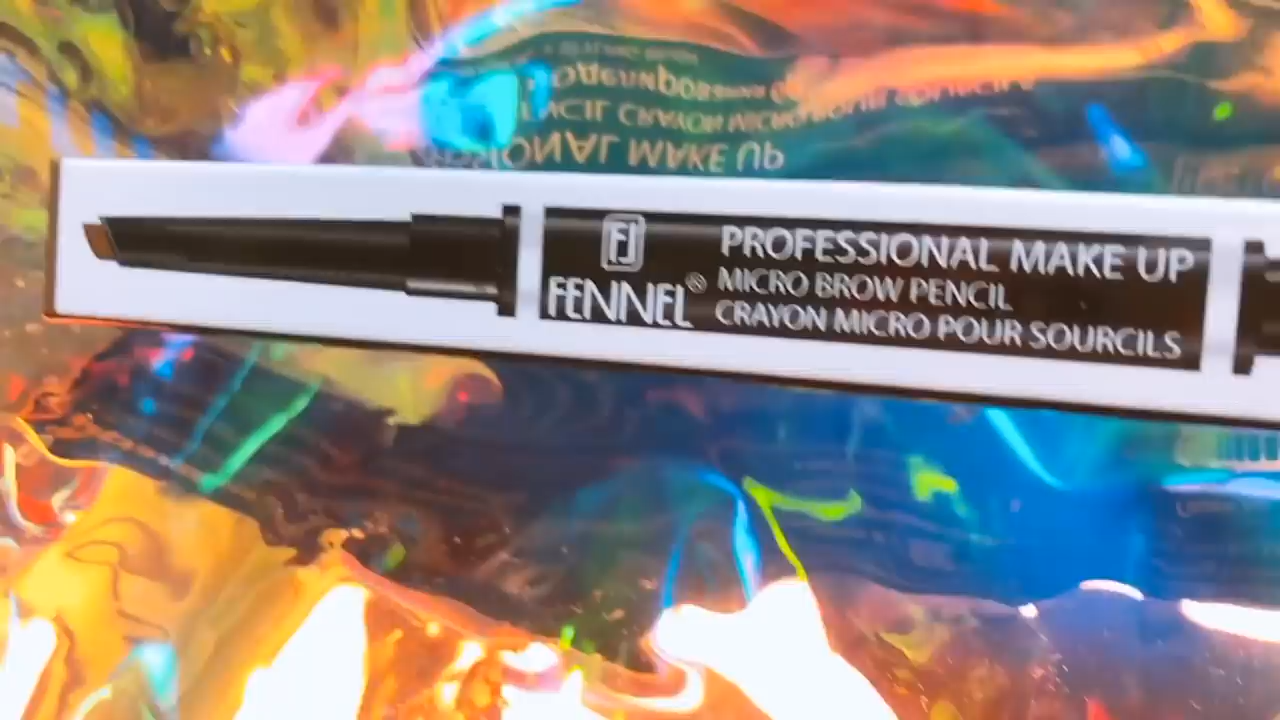 FJ
FENNEL®
PROFESSIONAL MAKE UP
MICRO BROW PENCIL
CRAYON MICRO POUR SOURCILS